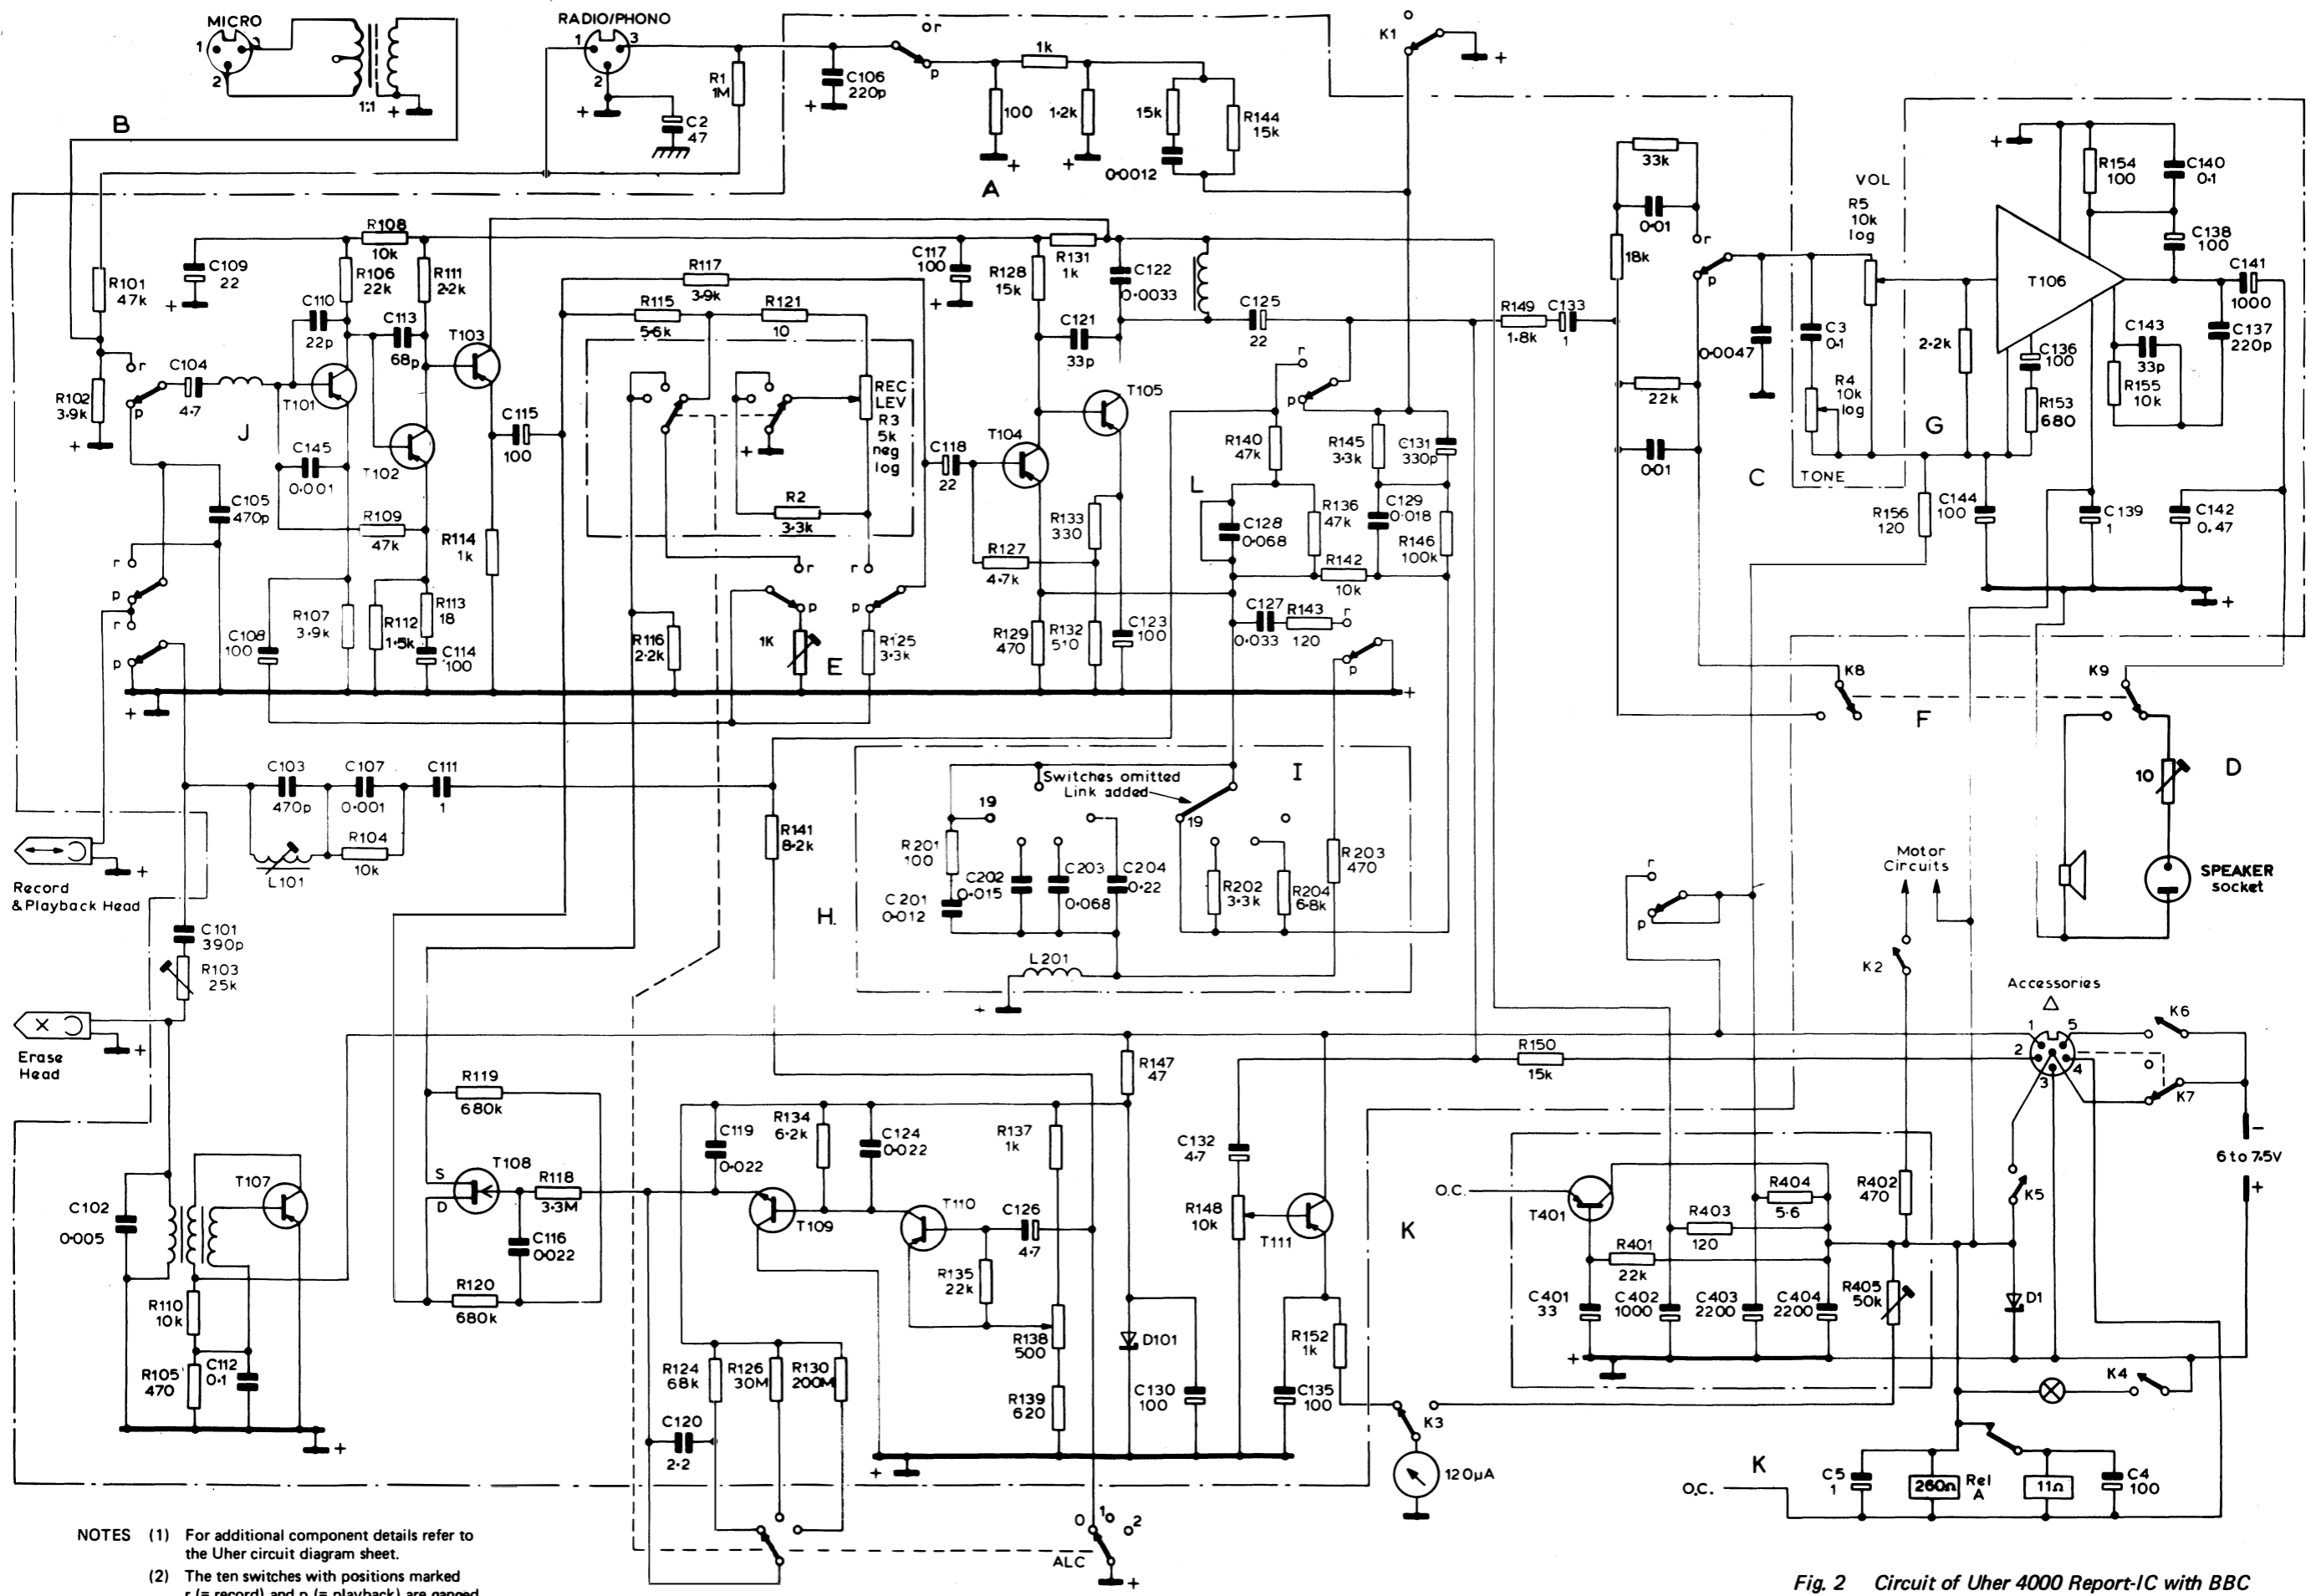 MICRO
1
3
2
1:1
+
B
RADIO/PHONO
1
3
2
+
C2
47
R1
1M
C106
220p
+
r
p
1k
100
+
1·2k
+
15k
0·0012
R144
15k
A
K1
+
33k
0·01
18k
r
p
22k
0·01
0·0047
C
VOL
R5
10k
log
C3
0·1
R4
10k
log
TONE
2·2k
G
+
R154
100
C140
0·1
C138
100
T106
C141
1000
C136
100
C143
33p
C137
220p
R155
10k
R153
680
R156
120
C144
100
C139
1
C142
0.47
+
R101
47k
R102
3.9k
+
C109
22
+
R108
10k
R106
22k
R111
2·2k
C110
22p
C113
68p
T103
r
p
C104
4.7
T101
J
T102
C145
0·001
C105
470p
R109
47k
R114
1k
C115
100
r
p
r
p
C108
100
R107
3.9k
R112
1·5k
R113
18
C114
100
+
R117
3·9k
R115
5·6k
R121
10
REC
LEV
R3
5k
neg
log
+
R2
3·3k
r
r
p
p
R116
2·2k
1K
E
R125
3·3k
C117
100
+
R128
15k
R131
1k
C122
0·0033
C121
33p
T105
T104
C118
22
R127
4.7k
R133
330
R129
470
R132
510
C123
100
C125
22
R149
1·8k
C133
1
r
p
R140
47k
R145
3·3k
C131
330p
L
C128
0·068
R136
47k
C129
0·018
R146
100k
R142
10k
C127
0·033
R143
120
r
p
+
K8
K9
F
10
D
SPEAKER
socket
C103
470p
C107
0·001
C111
1
L101
R104
10k
Record
&Playback Head
+
C101
390p
R103
25k
Erase
Head
+
R141
8·2k
H.
I
Switches omitted
Link added
19
19
R201
100
C201
0·012
C202
0·015
C203
0·068
C204
0·22
R202
3.3k
R204
6·8k
R203
470
L201
+
r
p
Motor
Circuits
K2
Accessories
1
5
2
4
3
K6
K7
−
6 to 7.5V
+
K5
R119
680k
S
D
T108
R118
3·3M
C116
0·022
R120
680k
C102
0·005
T107
R110
10k
R105
470
C112
0·1
+
C119
0·022
R134
6·2k
C124
0·022
T109
T110
C126
4·7
R135
22k
R137
1k
R138
500
R139
620
R147
47
D101
C130
100
C132
4.7
R148
10k
T111
R150
15k
C135
100
R152
1k
R124
68k
R126
30M
R130
200M
C120
2·2
+
K
O.C.
T401
R404
5·6
R403
120
R401
22k
C401
33
C402
1000
C403
2200
C404
2200
+
R402
470
R405
50k
D1
K4
K3
120µA
K
O.C.
C5
1
260Ω
Rel
A
11Ω
C4
100
0
1
2
ALC
+
NOTES (1) For additional component details refer to
the Uher circuit diagram sheet.
(2) The ten switches with positions marked
r (= record) and p (= playback) are ganged
Fig. 2 Circuit of Uher 4000 Report-IC with BBC